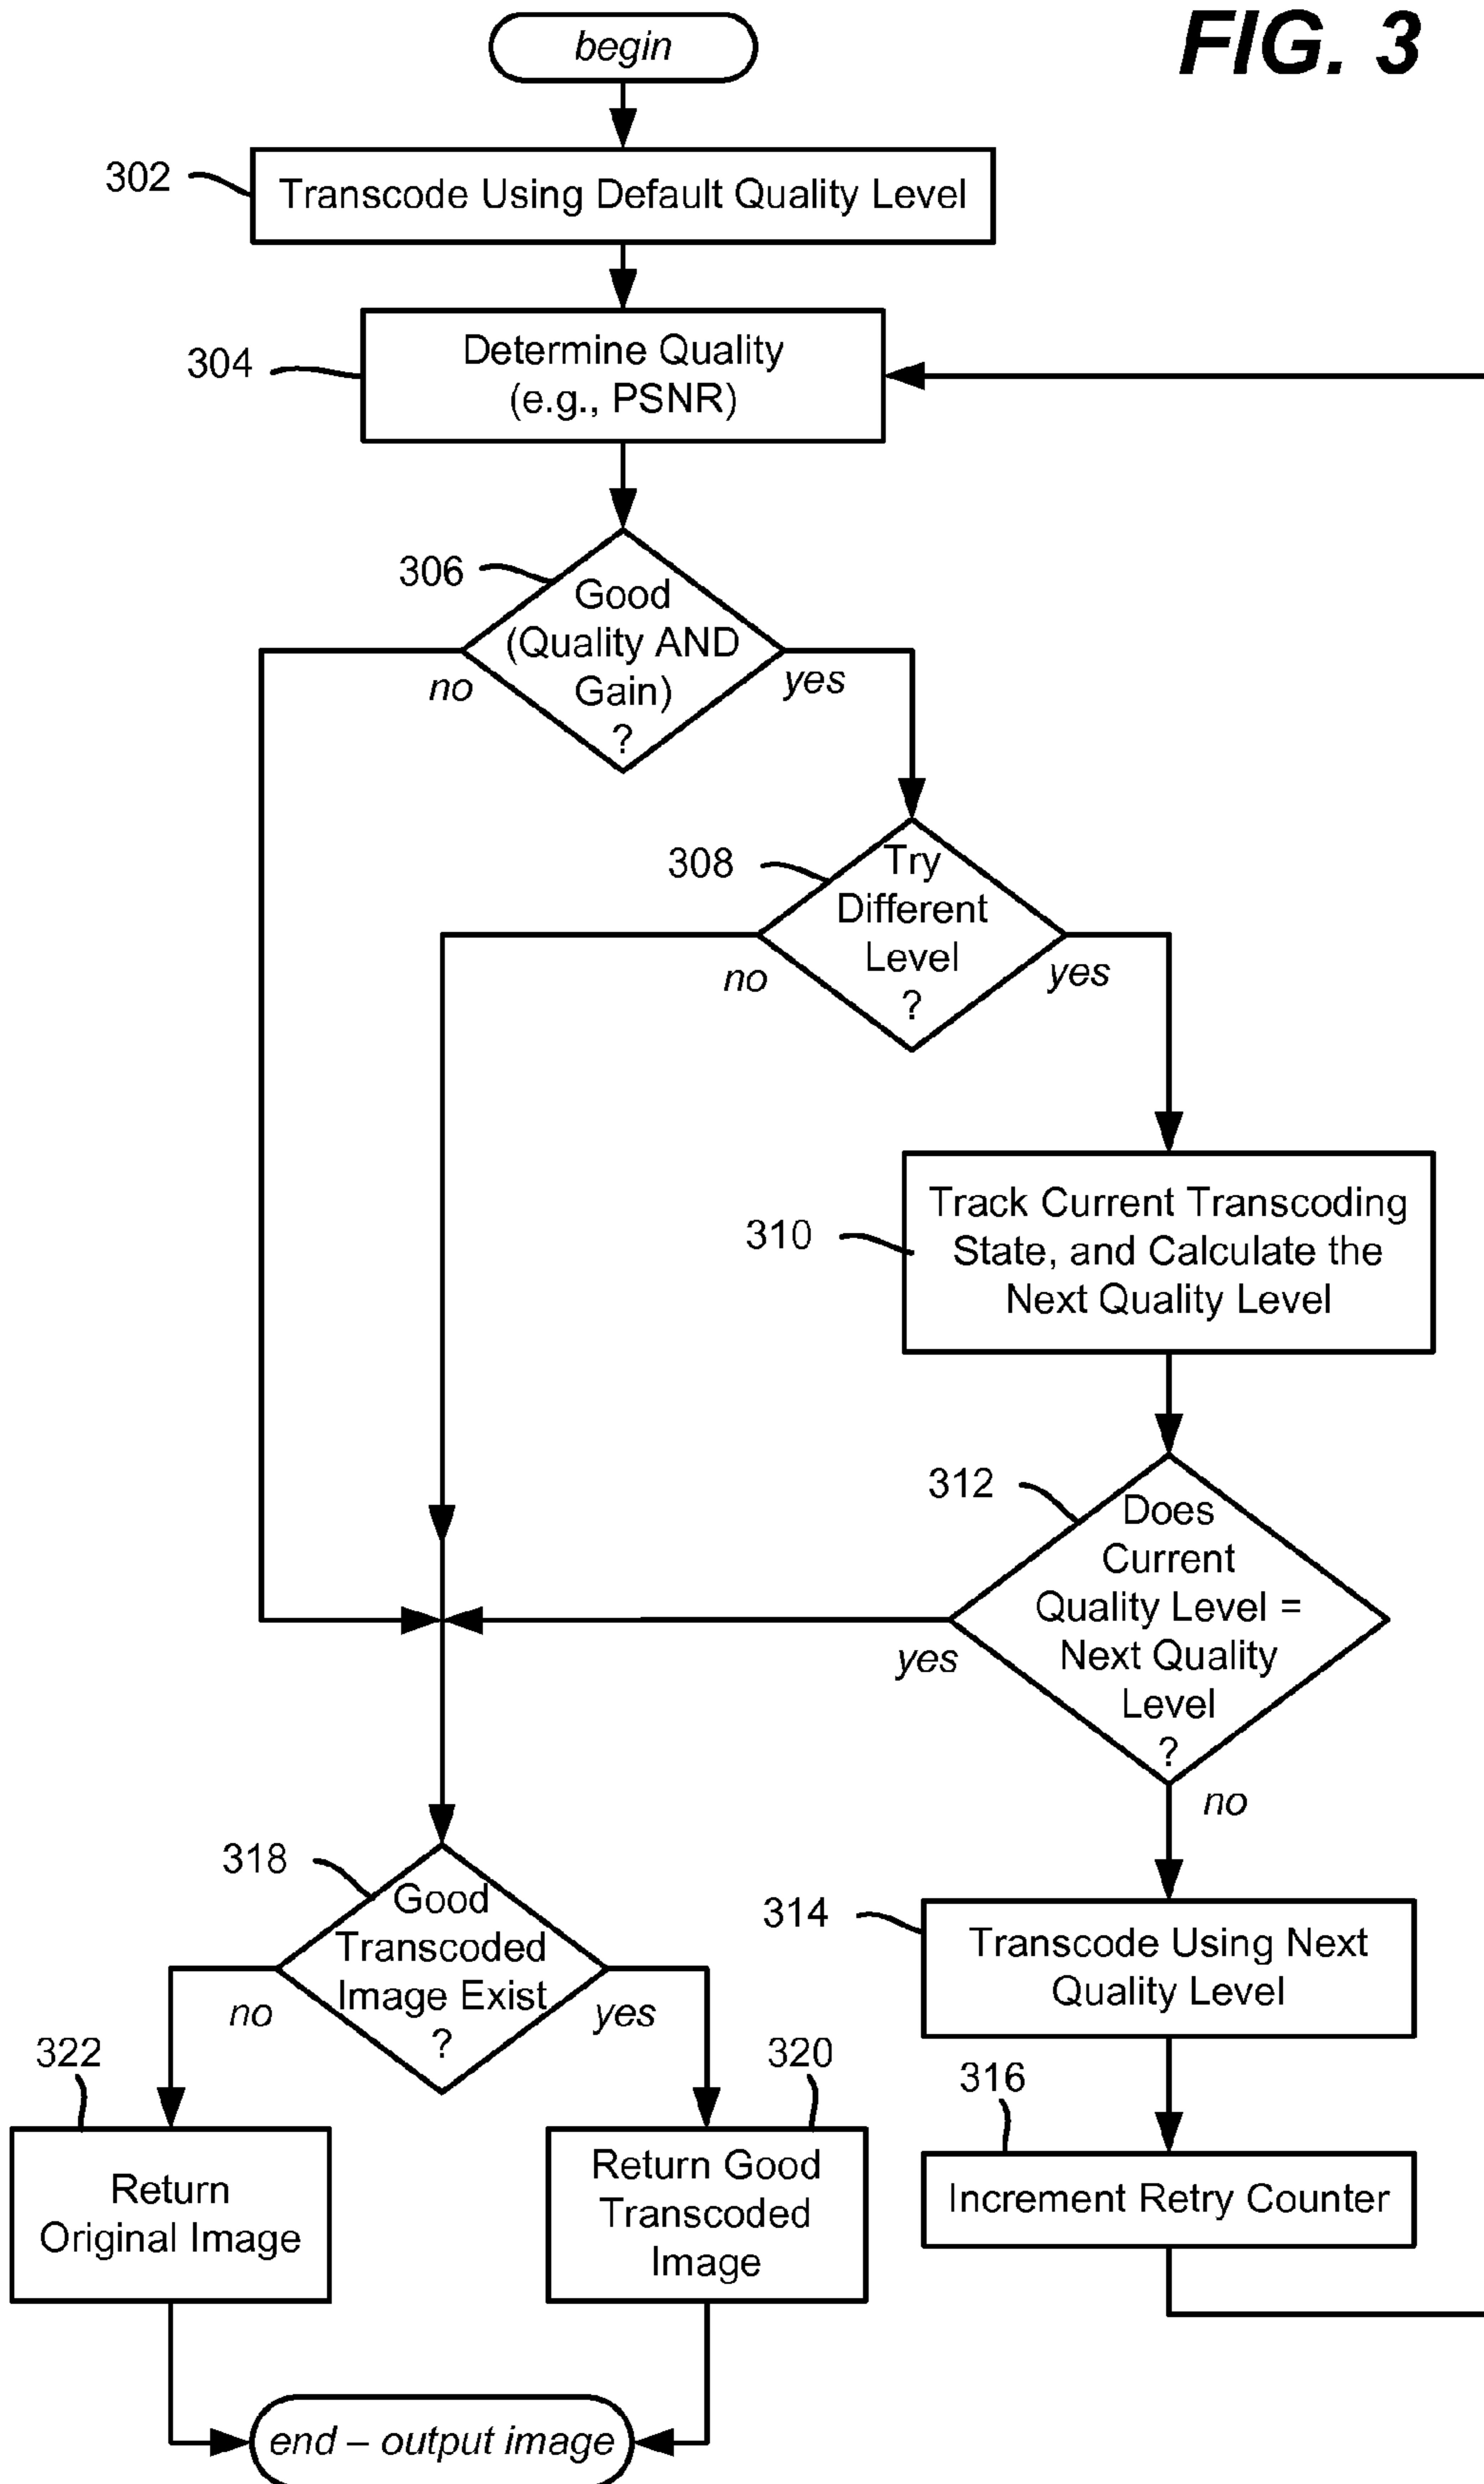 FIG. 3
begin
302
Transcode Using Default Quality Level
304
Determine Quality
(e.g., PSNR)
306
Good
(Quality AND
Gain)
?
no
yes
308
Try
Different
Level
?
no
yes
310
Track Current Transcoding
State, and Calculate the
Next Quality Level
312
Does
Current
Quality Level =
Next Quality
Level
?
yes
no
318
Good
Transcoded
Image Exist
?
no
yes
314
Transcode Using Next
Quality Level
322
Return
Original Image
320
Return Good
Transcoded
Image
316
Increment Retry Counter
end – output image